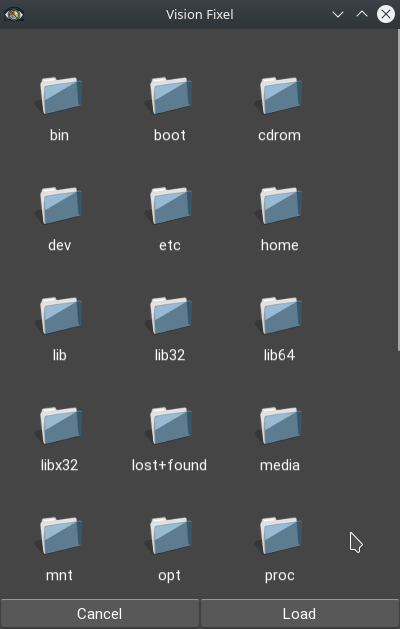 Vision Fixel
bin boot cdrom
dev etc home
lib lib32 lib64
libx32 lost+found media
mnt opt proc
Cancel Load